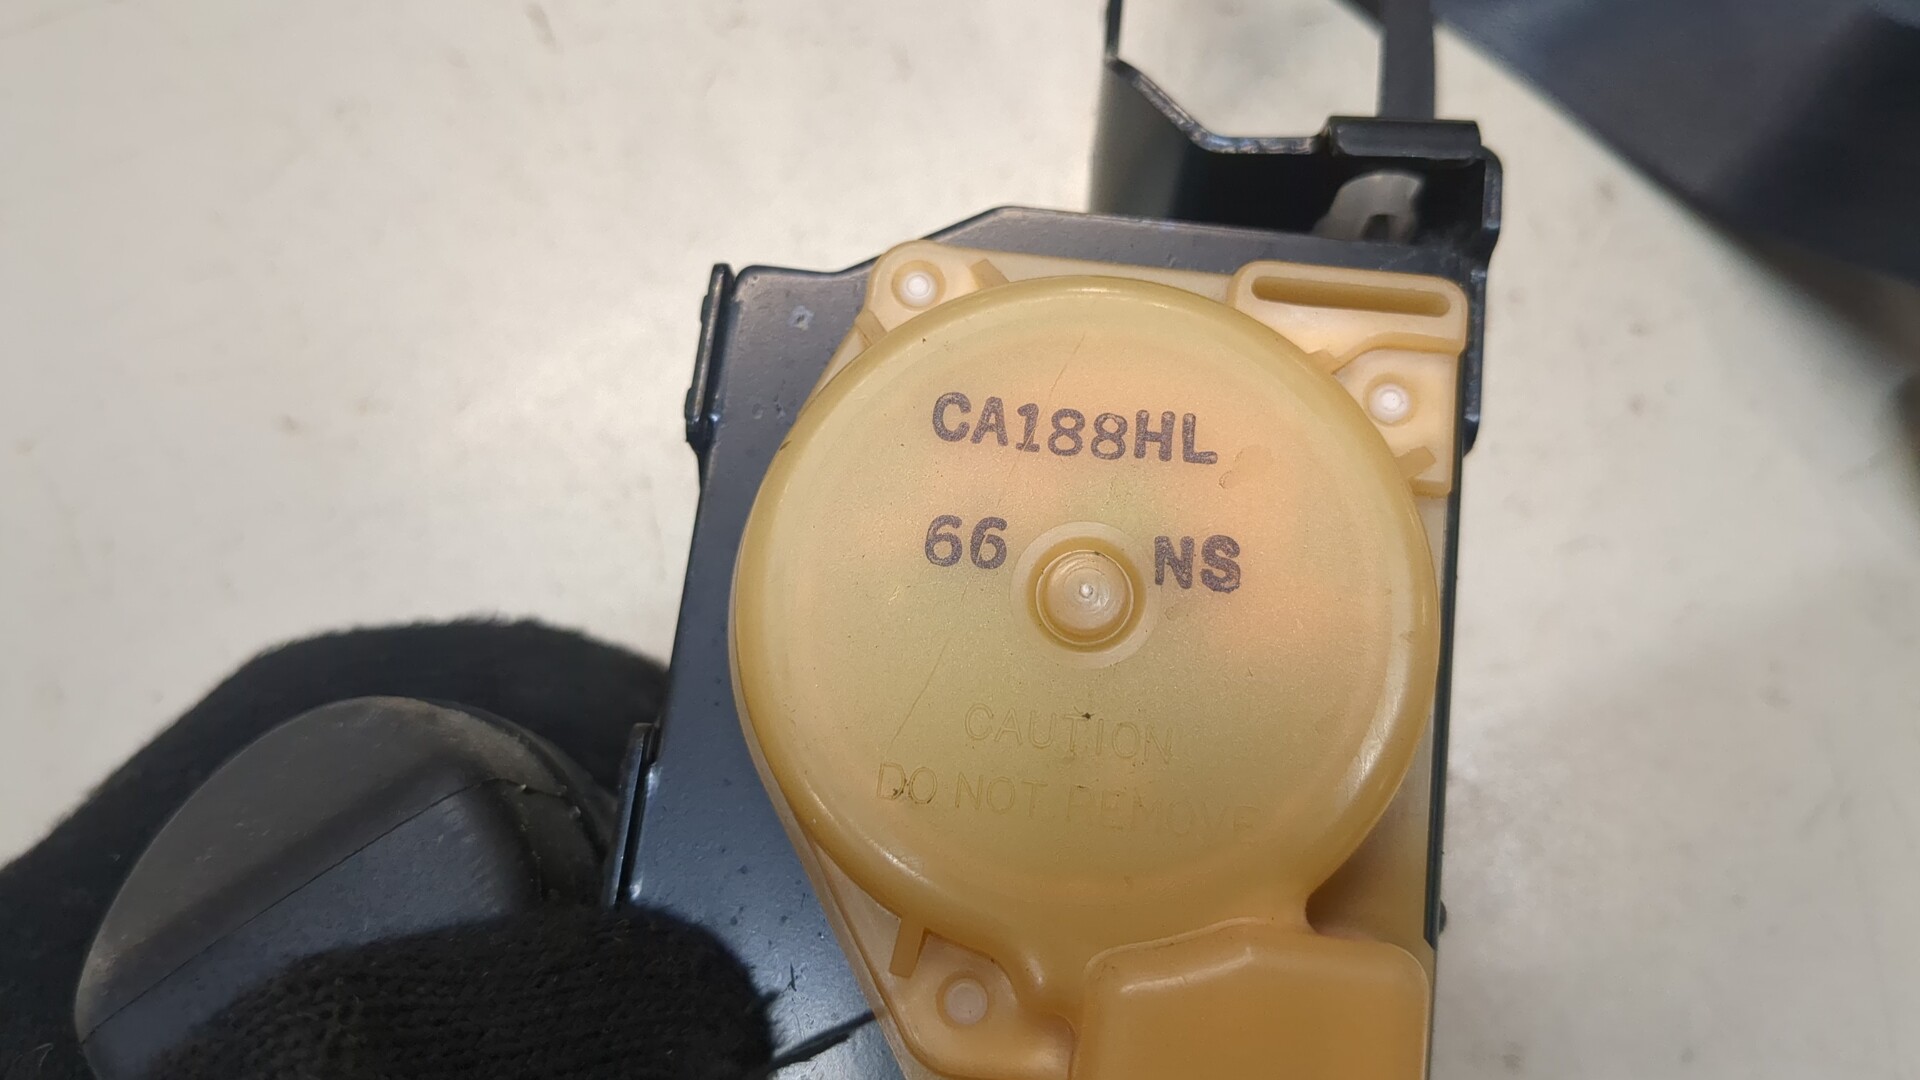 CA188HL
66 NS
CAUTION
DO NOT REMOVE